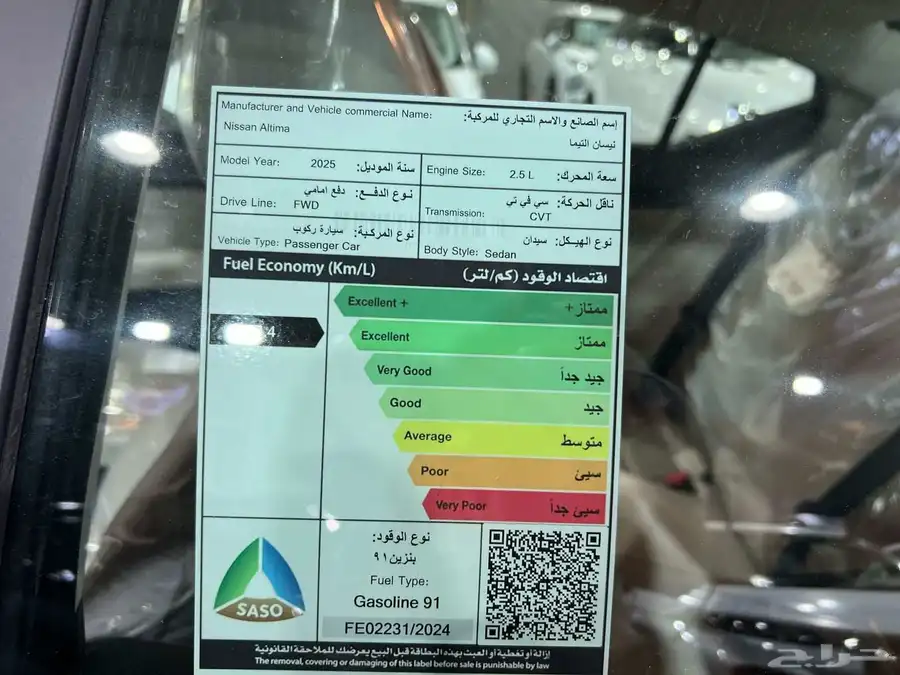 Manufacturer and Vehicle commercial Name: إسم الصانع والاسم التجاري للمركبة:
Nissan Altima نيسان التيما
Model Year: 2025 سنة الموديل:
Engine Size: 2.5 L سعة المحرك:
نوع الدفع: دفع امامي
Drive Line: FWD
ناقل الحركة: سي في تي
Transmission: CVT
نوع المركبة: سيارة ركوب
Vehicle Type: Passenger Car
نوع الهيكل: سيدان
Body Style: Sedan
Fuel Economy (Km/L) اقتصاد الوقود (كم/لتر)
Excellent + ممتاز+
Excellent ممتاز
Very Good جيد جداً
Good جيد
Average متوسط
Poor سيئ
Very Poor سيئ جداً
SASO
نوع الوقود:
بنزين ٩١
Fuel Type:
Gasoline 91
FE02231/2024
إزالة أو تغطية أو العبث بهذه البطاقة قبل البيع يعرضك للملاحقة القانونية
The removal, covering or damaging of this label before sale is punishable by law
حراج